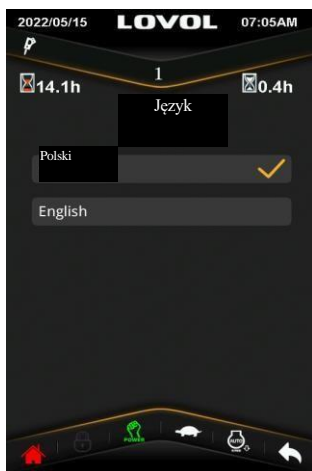 2022/05/15 LOVOL 07:05AM
1
14.1h 0.4h
Język
Polski
English
POWER
AUTO